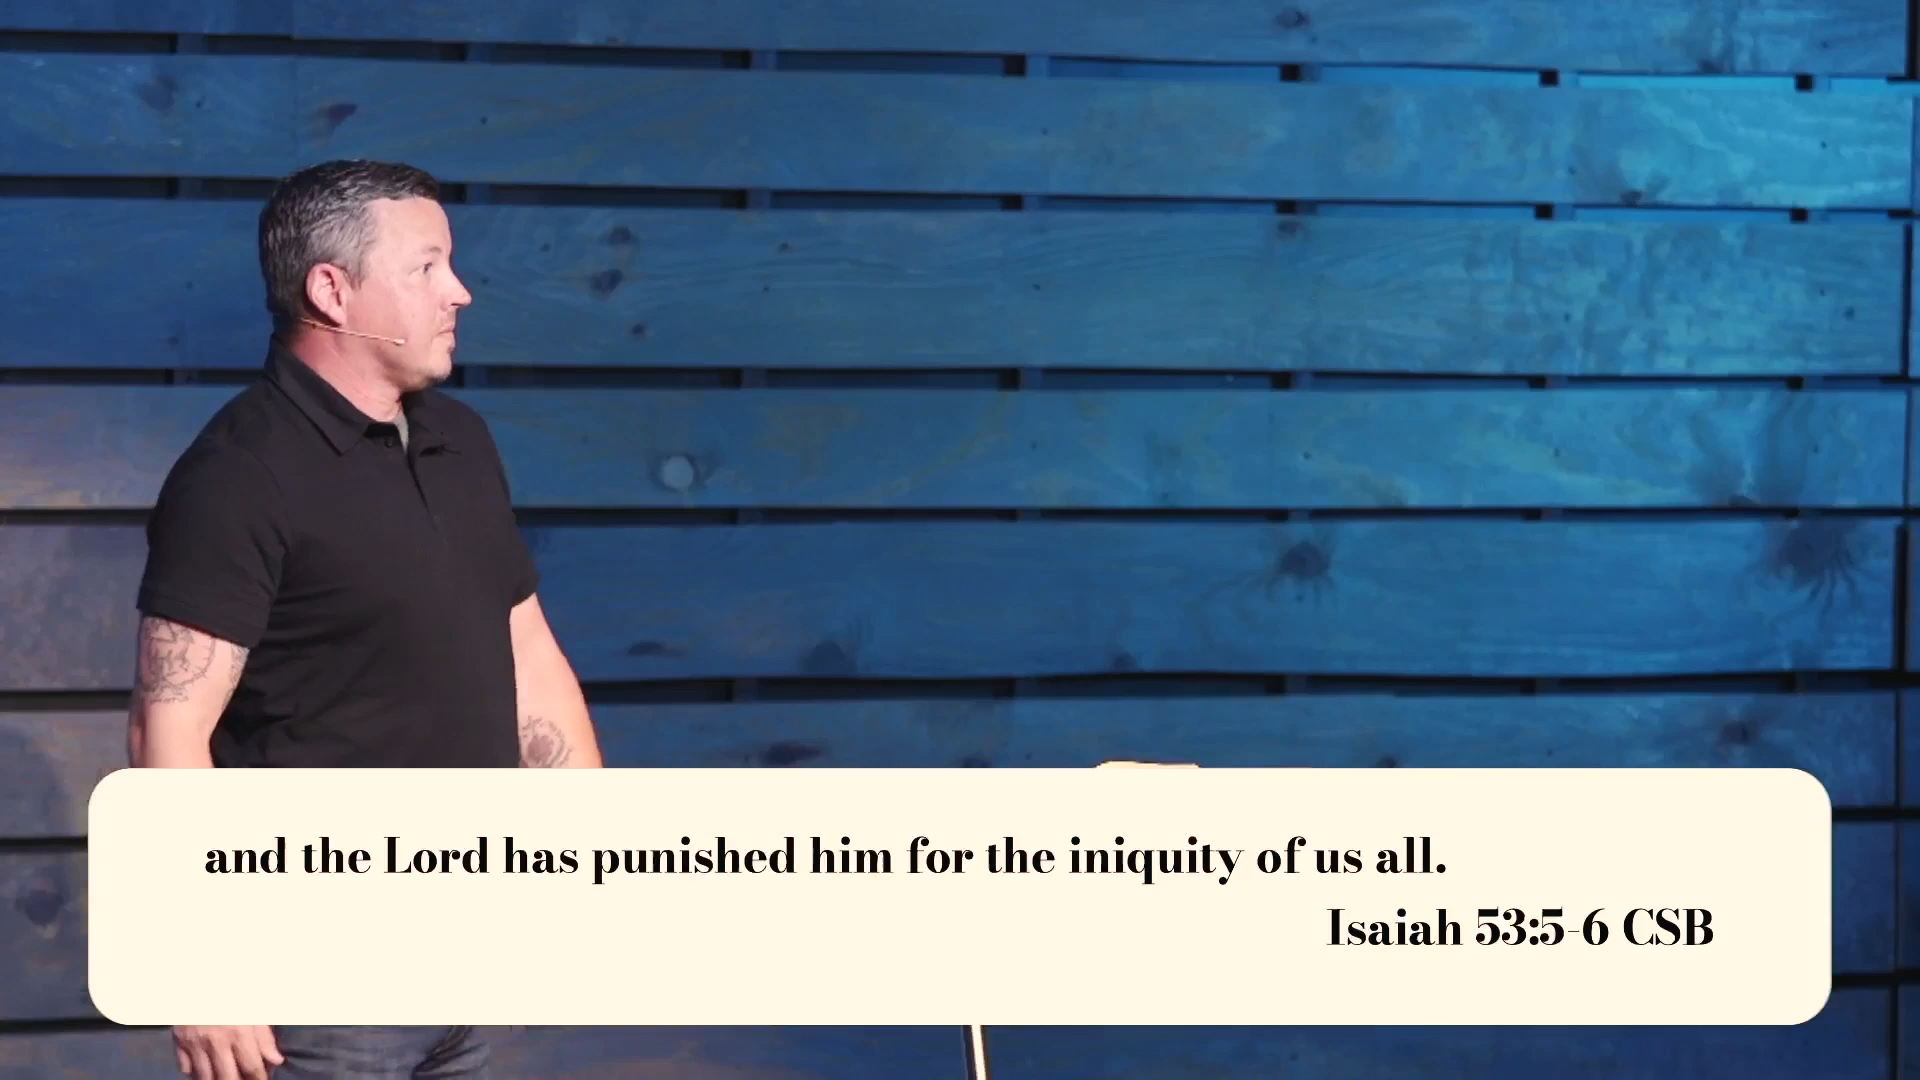 and the Lord has punished him for the iniquity of us all.
Isaiah 53:5-6 CSB